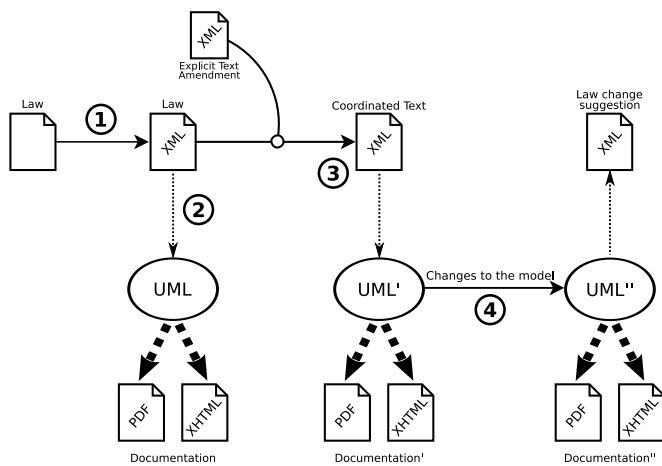 XML
Explicit Text
Amendment
Law
1
Law
XML
Coordinated Text
XML
3
Law change
suggestion
XML
2
UML
UML'
Changes to the model
4
UML''
PDF
XHTML
PDF
XHTML
PDF
XHTML
Documentation
Documentation'
Documentation''